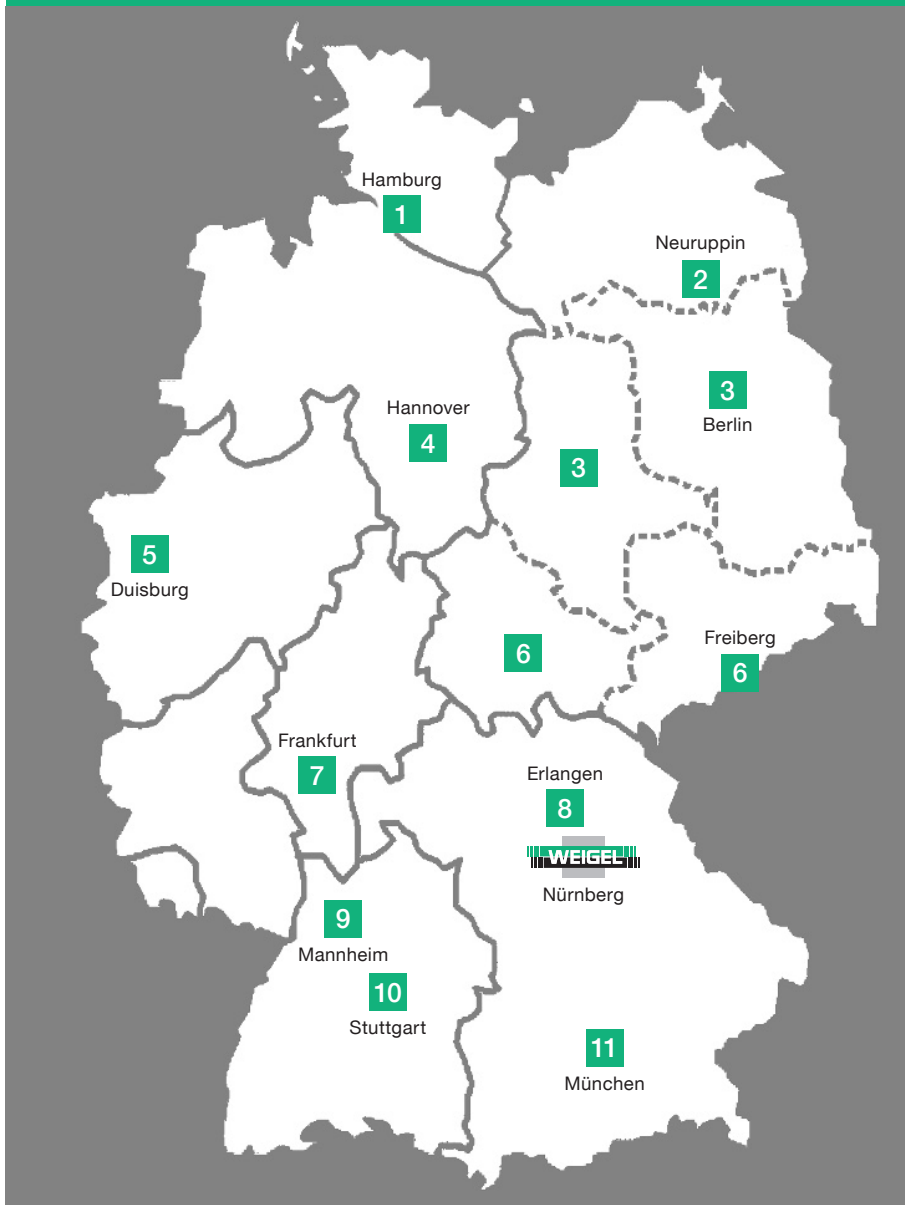 Hamburg
1
Neuruppin
2
3
Berlin
Hannover
4
3
5
Duisburg
6
Freiberg
6
Frankfurt
7
Erlangen
8
WEIGEL
Nürnberg
9
Mannheim
10
Stuttgart
11
München